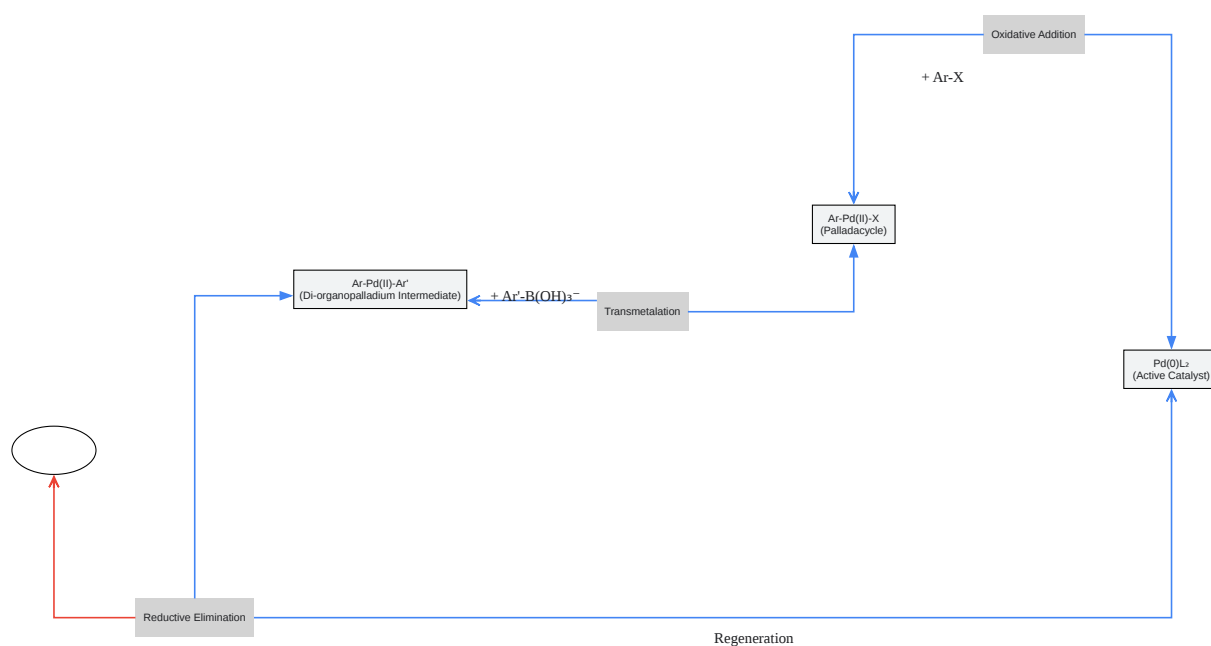 Oxidative Addition
+ Ar-X
Ar-Pd(II)-X
(Palladacycle)
Ar-Pd(II)-Ar'
(Di-organopalladium Intermediate)
+ Ar'-B(OH)₃⁻
Transmetalation
Pd(0)L₂
(Active Catalyst)
Reductive Elimination
Regeneration